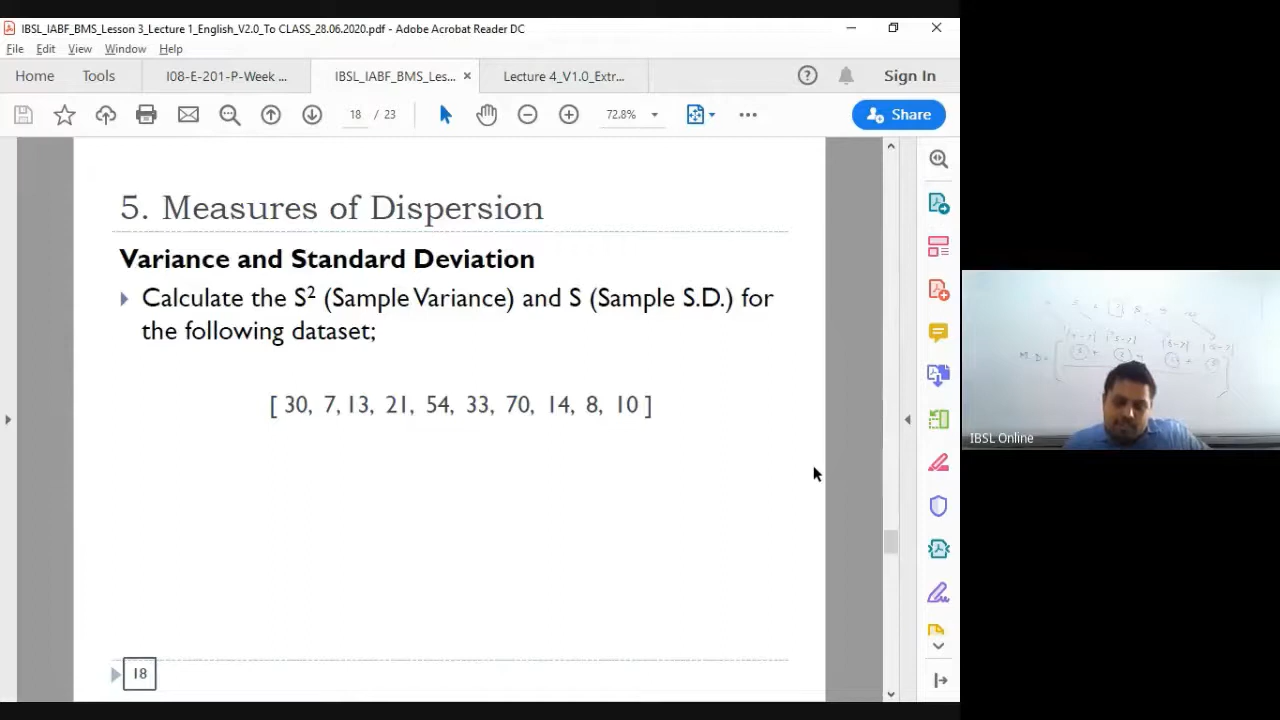 IBSL_IABF_BMS_Lesson 3_Lecture 1_English_V2.0_To CLASS_28.06.2020.pdf - Adobe Acrobat Reader DC
File Edit View Window Help
Home Tools I08-E-201-P-Week ... IBSL_IABF_BMS_Les... × Lecture 4_V1.0_Extr... Sign In
18 / 23 72.8% Share
5. Measures of Dispersion
Variance and Standard Deviation
Calculate the S² (Sample Variance) and S (Sample S.D.) for
the following dataset;
[ 30, 7, 13, 21, 54, 33, 70, 14, 8, 10 ]
18
IBSL Online